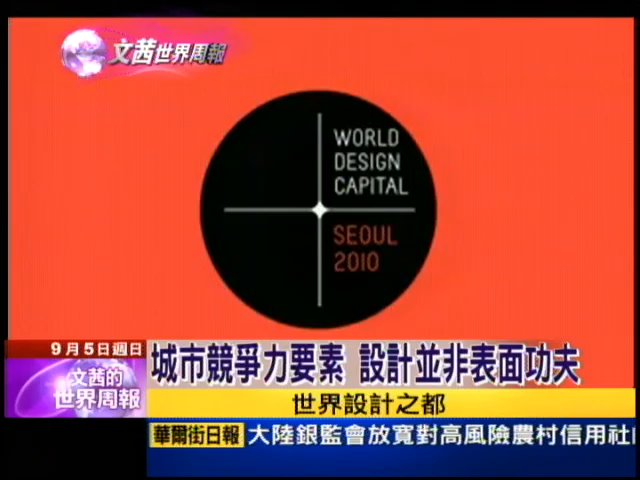 文茜世界周報
WORLD
DESIGN
CAPITAL
SEOUL
2010
9月5日週日
城市競爭力要素 設計並非表面功夫
文茜的
世界周報
世界設計之都
華爾街日報
大陸銀監會放寬對高風險農村信用社